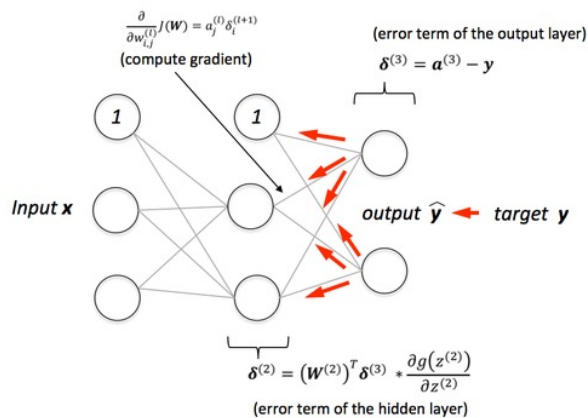 ∂/∂w_{i,j}^{(l)} J(W) = a_j^{(l)} δ_i^{(l+1)}
(compute gradient)
(error term of the output layer)
δ^{(3)} = a^{(3)} − y
1 1
Input x
output ŷ target y
δ^{(2)} = (W^{(2)})^T δ^{(3)} * ∂g(z^{(2)})/∂z^{(2)}
(error term of the hidden layer)